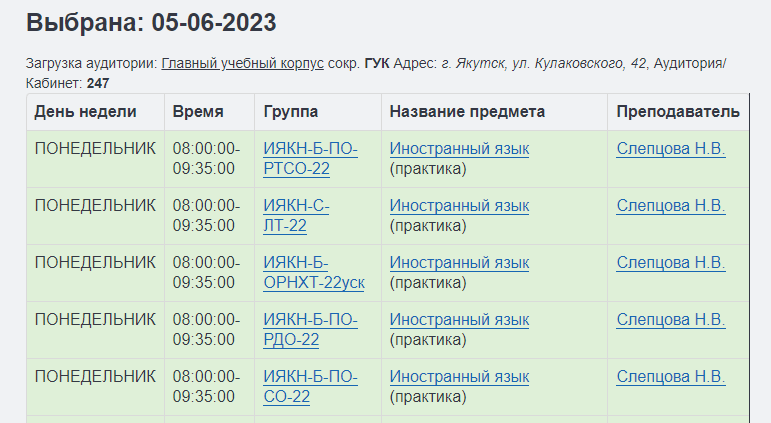 Выбрана: 05-06-2023
Загрузка аудитории: Главный учебный корпус сокр. ГУК Адрес: г. Якутск, ул. Кулаковского, 42, Аудитория/
Кабинет: 247
День недели Время Группа Название предмета Преподаватель
ПОНЕДЕЛЬНИК 08:00:00- ИЯКН-Б-ПО- Иностранный язык Слепцова Н.В.
09:35:00 РТСО-22 (практика)
ПОНЕДЕЛЬНИК 08:00:00- ИЯКН-С- Иностранный язык Слепцова Н.В.
09:35:00 ЛТ-22 (практика)
ПОНЕДЕЛЬНИК 08:00:00- ИЯКН-Б- Иностранный язык Слепцова Н.В.
09:35:00 ОРНХТ-22уск (практика)
ПОНЕДЕЛЬНИК 08:00:00- ИЯКН-Б-ПО- Иностранный язык Слепцова Н.В.
09:35:00 РДО-22 (практика)
ПОНЕДЕЛЬНИК 08:00:00- ИЯКН-Б-ПО- Иностранный язык Слепцова Н.В.
09:35:00 СО-22 (практика)